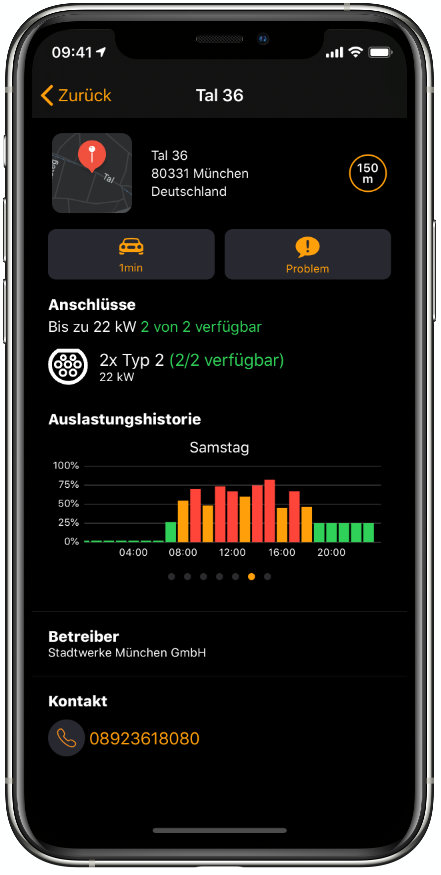 09:41
Zurück
Tal 36
Tal
Tal 36
80331 München
Deutschland
150
m
1min
Problem
Anschlüsse
Bis zu 22 kW 2 von 2 verfügbar
2x Typ 2 (2/2 verfügbar)
22 kW
Auslastungshistorie
Samstag
100%
75%
50%
25%
0%
04:00 08:00 12:00 16:00 20:00
Betreiber
Stadtwerke München GmbH
Kontakt
08923618080